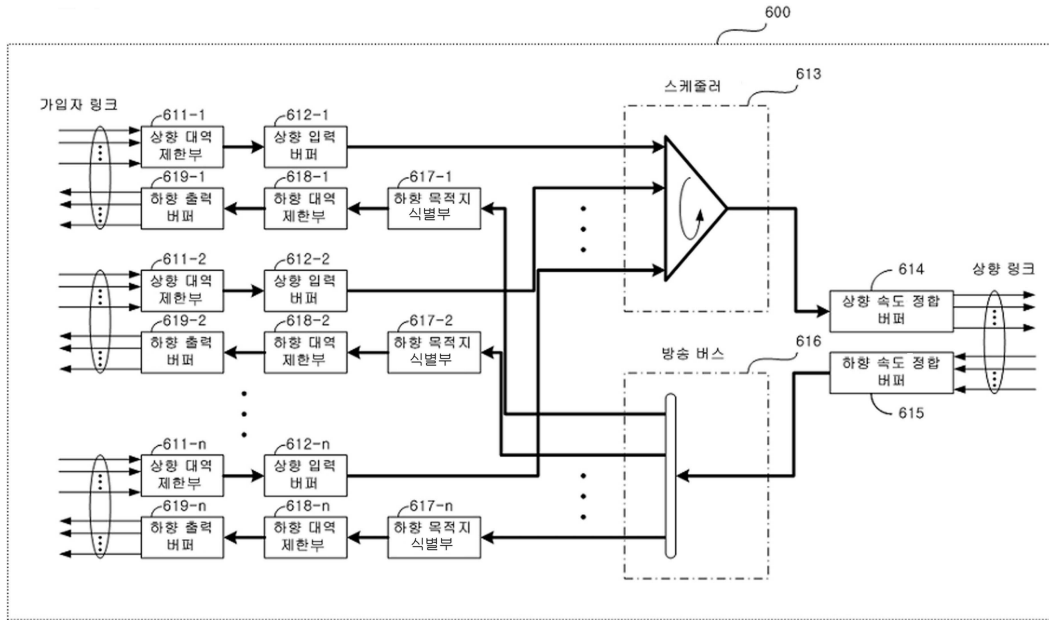 600
613
스케줄러
가입자 링크
611-1
612-1
상향 대역
제한부
상향 입력
버퍼
619-1
618-1
617-1
하향 출력
버퍼
하향 대역
제한부
하향 목적지
식별부
611-2
612-2
상향 대역
제한부
상향 입력
버퍼
614
상향 링크
상향 속도 정합
버퍼
619-2
618-2
617-2
하향 출력
버퍼
하향 대역
제한부
하향 목적지
식별부
방송 버스
616
하향 속도 정합
버퍼
615
611-n
612-n
상향 대역
제한부
상향 입력
버퍼
619-n
618-n
617-n
하향 출력
버퍼
하향 대역
제한부
하향 목적지
식별부